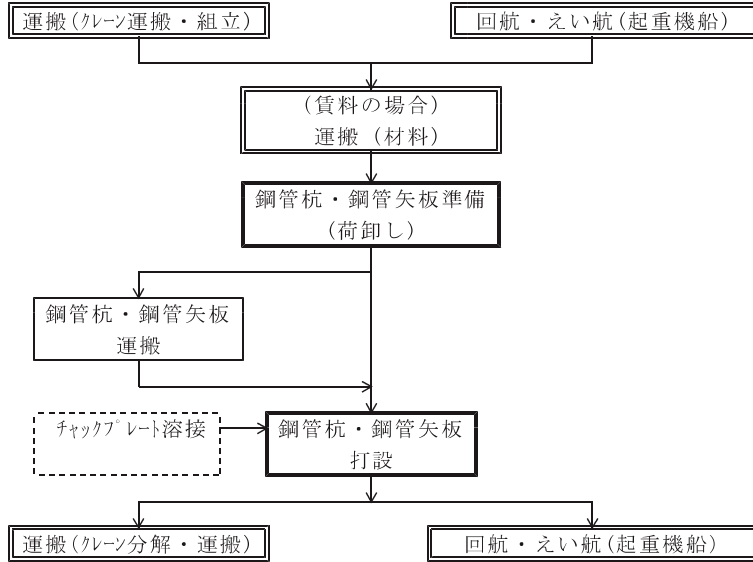 運搬(ｸﾚｰﾝ運搬・組立)
回航・えい航(起重機船)
(賃料の場合)
運搬 (材料)
鋼管杭・鋼管矢板準備
(荷卸し)
鋼管杭・鋼管矢板
運搬
ﾁｬｯｸﾌﾟﾚｰﾄ溶接
鋼管杭・鋼管矢板
打設
運搬(ｸﾚｰﾝ分解・運搬)
回航・えい航(起重機船)